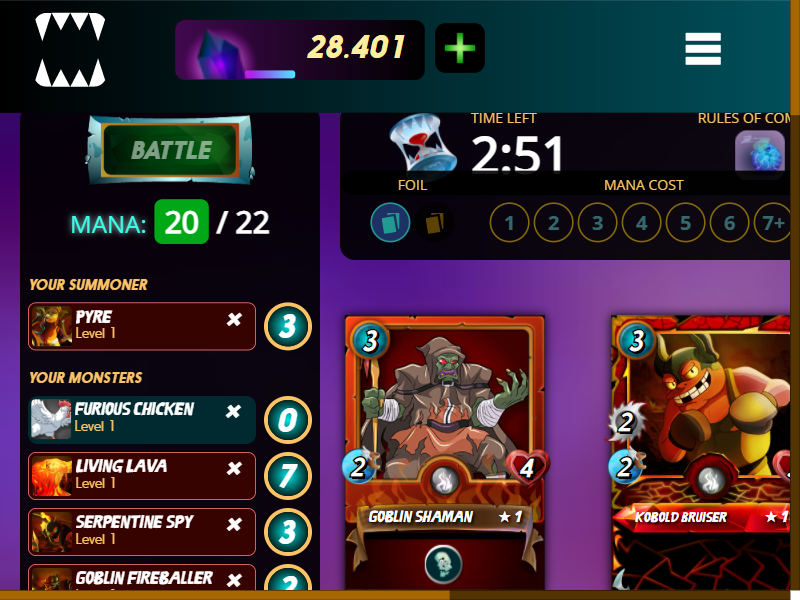 28.401
BATTLE
MANA: 20 / 22
YOUR SUMMONER
PYRE
Level 1
3
YOUR MONSTERS
FURIOUS CHICKEN
Level 1
0
LIVING LAVA
Level 1
7
SERPENTINE SPY
Level 1
3
GOBLIN FIREBALLER
TIME LEFT
2:51
RULES OF COM
FOIL
MANA COST
1 2 3 4 5 6 7+
3
2
4
GOBLIN SHAMAN ★ 1
3
2
2
KOBOLD BRUISER ★ 1